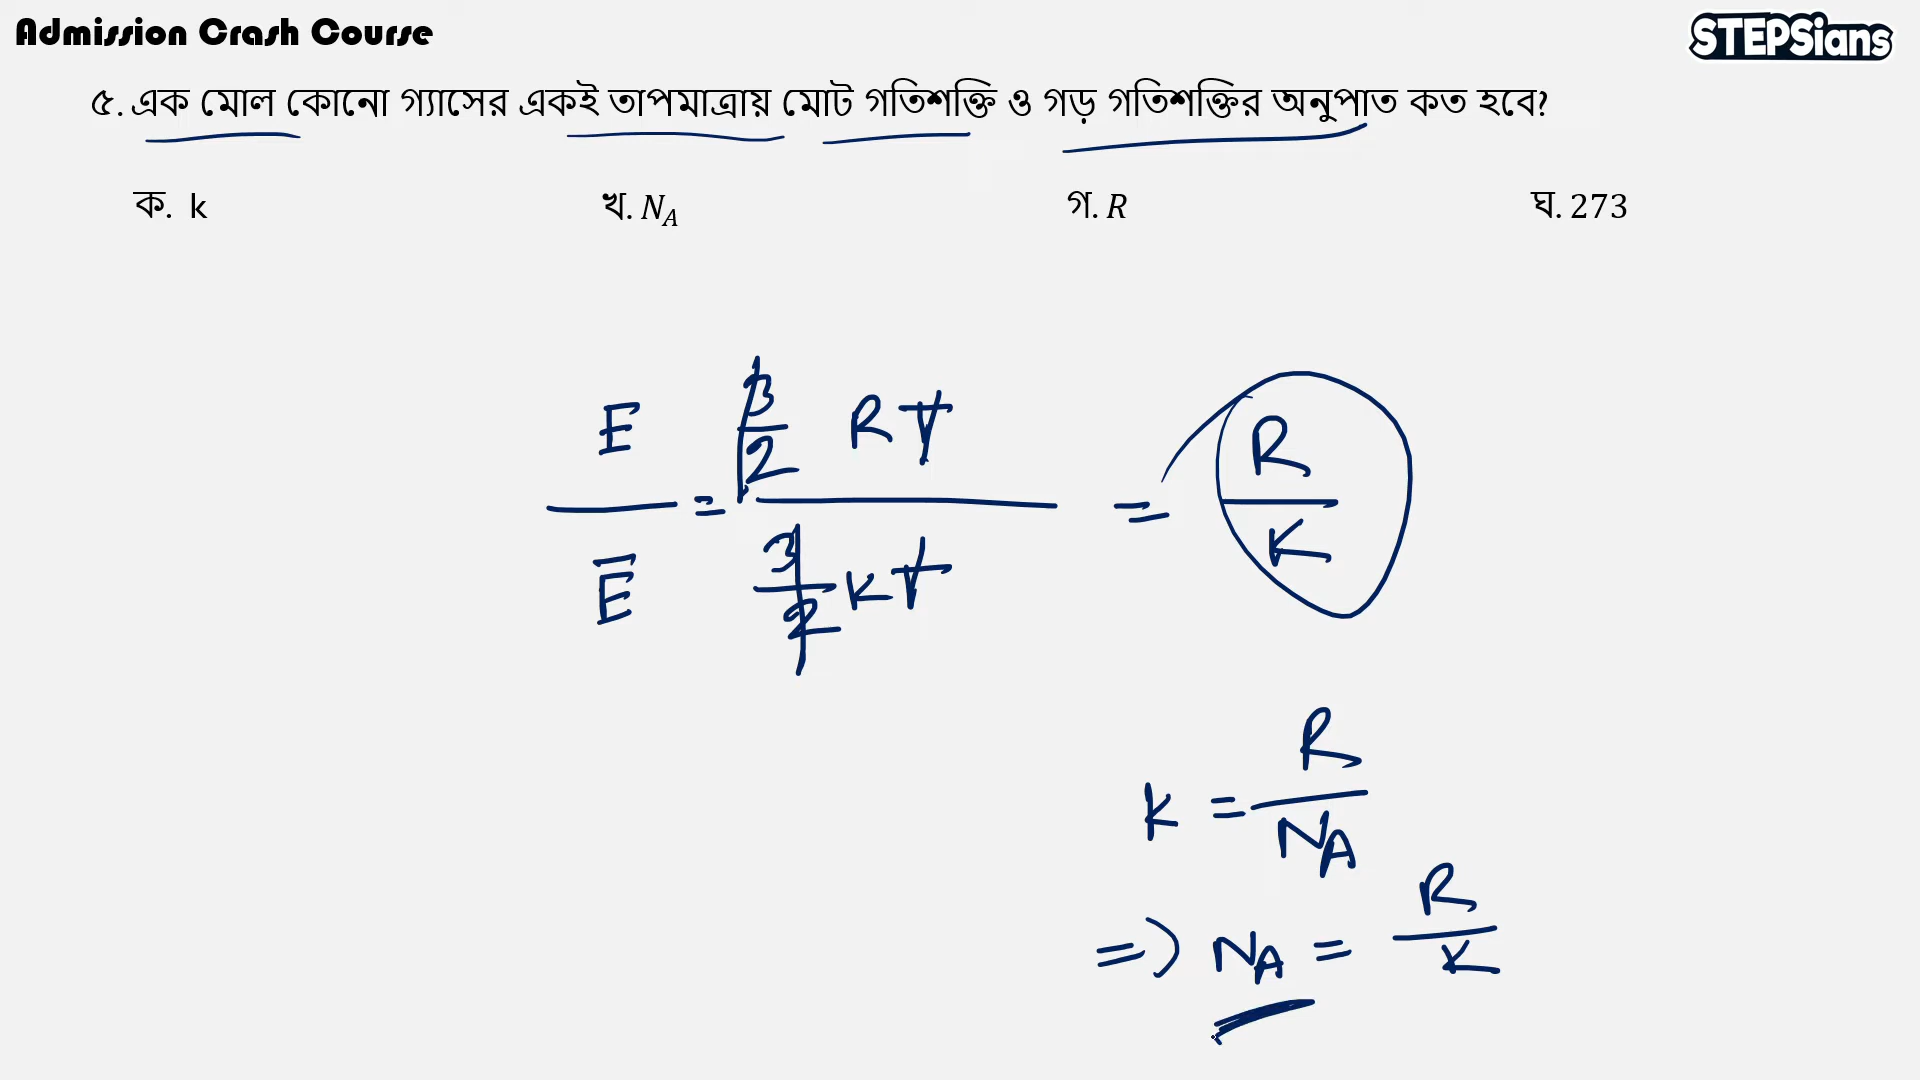 Admission Crash Course
STEPSians
৫. এক মোল কোনো গ্যাসের একই তাপমাত্রায় মোট গতিশক্তি ও গড় গতিশক্তির অনুপাত কত হবে?
ক. k
খ. N_A
গ. R
ঘ. 273
E / Ē = (3/2 RT) / (3/2 kT) = R/K
k = R/N_A
=> N_A = R/K